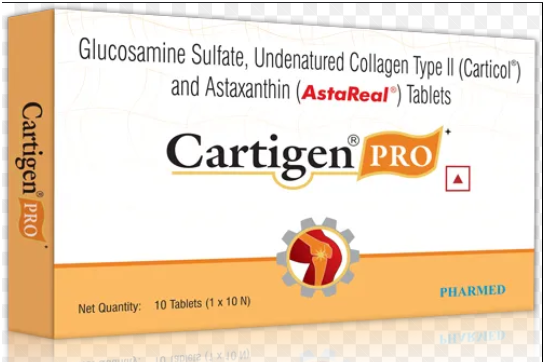 Glucosamine Sulfate, Undenatured Collagen Type II (Carticol®)
and Astaxanthin (AstaReal®) Tablets
Cartigen® PRO
Cartigen® PRO
Net Quantity: 10 Tablets (1 x 10 N)
PHARMED